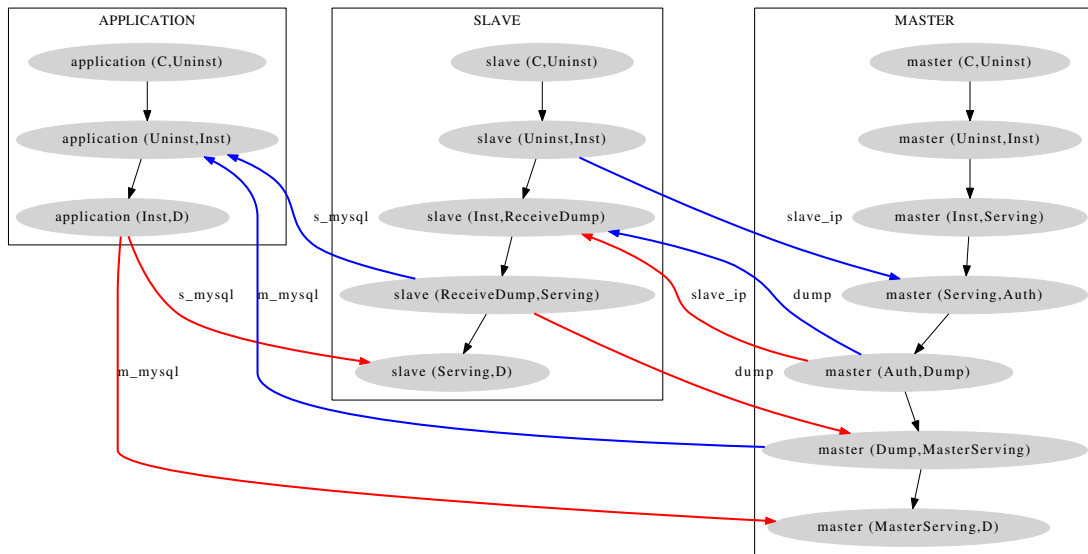 APPLICATION
application (C,Uninst)
application (Uninst,Inst)
application (Inst,D)
SLAVE
slave (C,Uninst)
slave (Uninst,Inst)
slave (Inst,ReceiveDump)
slave (ReceiveDump,Serving)
slave (Serving,D)
MASTER
master (C,Uninst)
master (Uninst,Inst)
master (Inst,Serving)
master (Serving,Auth)
master (Auth,Dump)
master (Dump,MasterServing)
master (MasterServing,D)
s_mysql
slave_ip
s_mysql
m_mysql
slave_ip
dump
m_mysql
dump